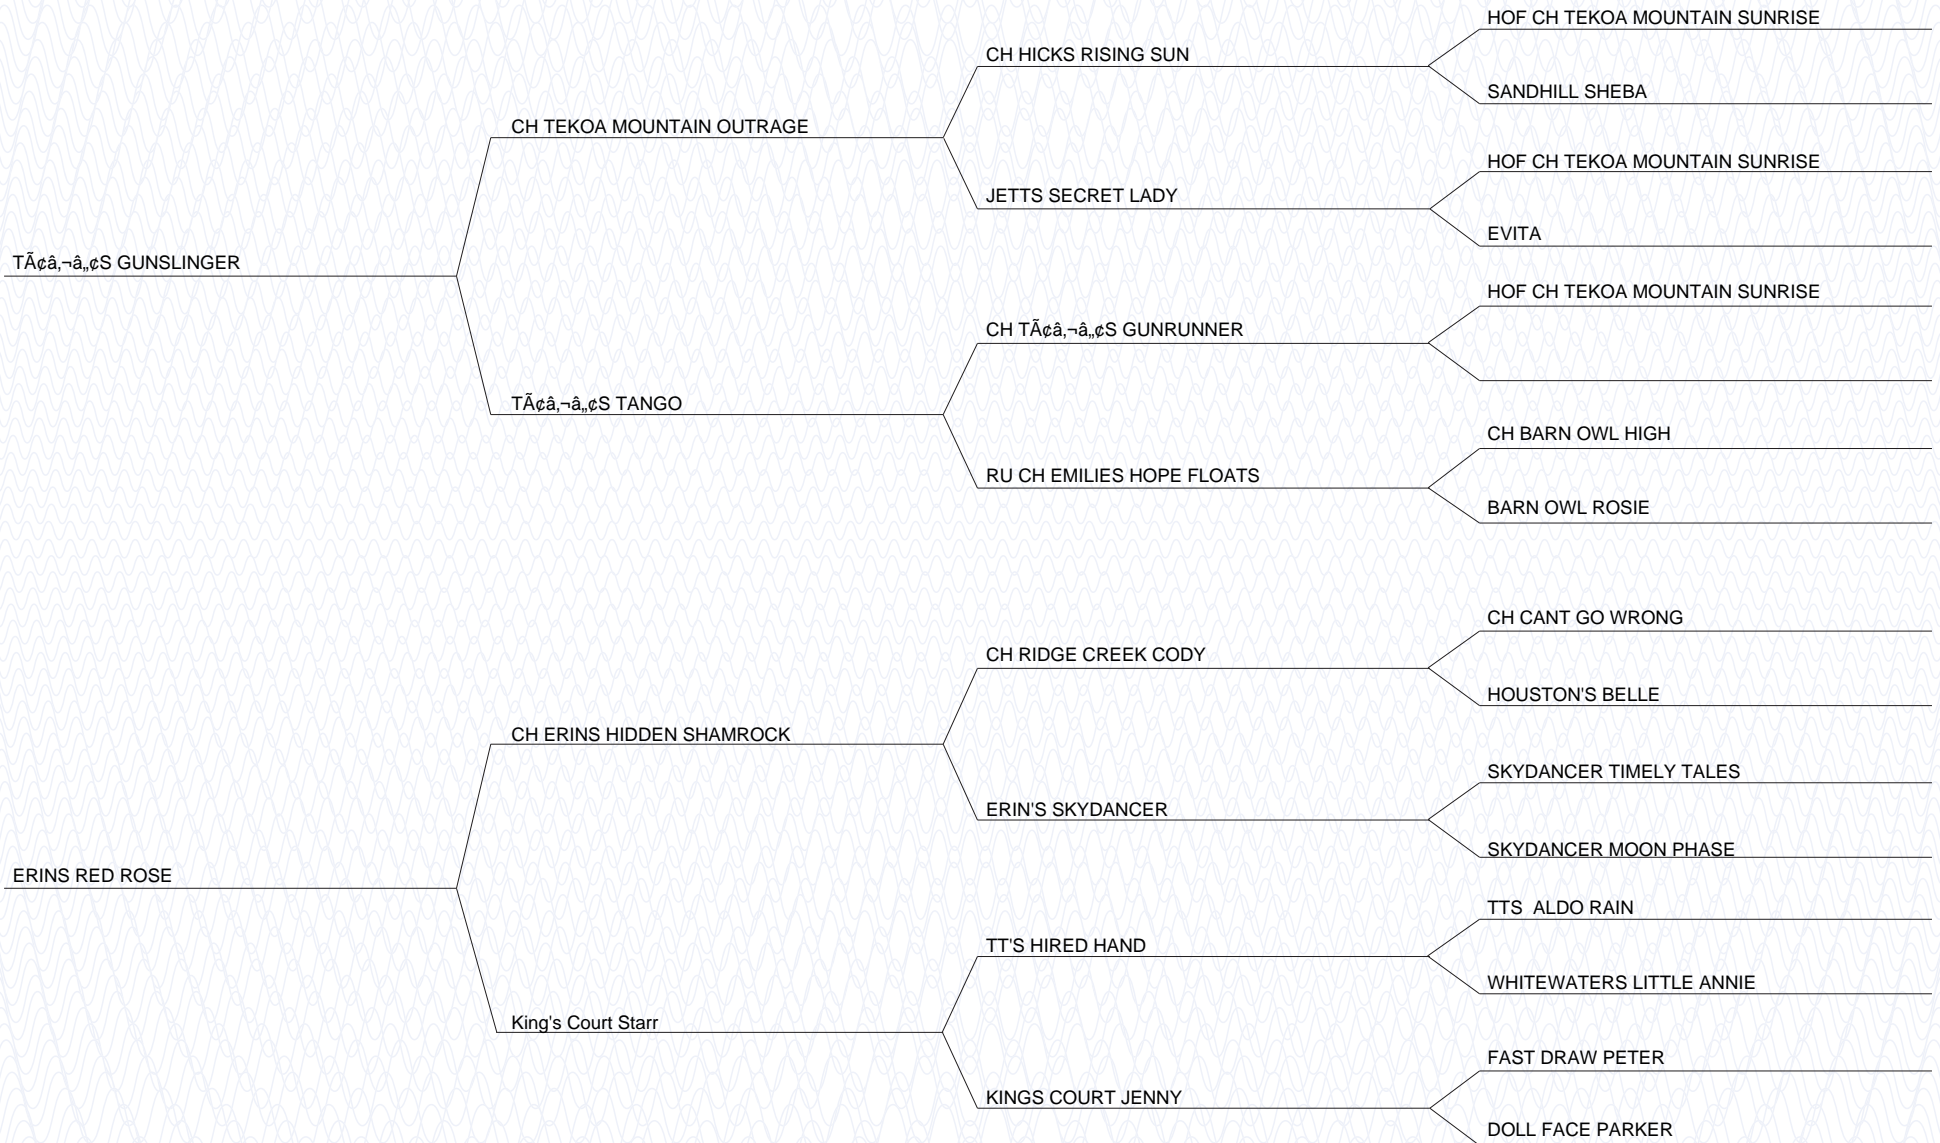 HOF CH TEKOA MOUNTAIN SUNRISE
CH HICKS RISING SUN
SANDHILL SHEBA
CH TEKOA MOUNTAIN OUTRAGE
HOF CH TEKOA MOUNTAIN SUNRISE
JETTS SECRET LADY
EVITA
TÃ¢â‚¬â„¢S GUNSLINGER
HOF CH TEKOA MOUNTAIN SUNRISE
CH TÃ¢â‚¬â„¢S GUNRUNNER
TÃ¢â‚¬â„¢S TANGO
CH BARN OWL HIGH
RU CH EMILIES HOPE FLOATS
BARN OWL ROSIE
CH CANT GO WRONG
CH RIDGE CREEK CODY
HOUSTON'S BELLE
CH ERINS HIDDEN SHAMROCK
SKYDANCER TIMELY TALES
ERIN'S SKYDANCER
SKYDANCER MOON PHASE
ERINS RED ROSE
TTS  ALDO RAIN
TT'S HIRED HAND
WHITEWATERS LITTLE ANNIE
King's Court Starr
FAST DRAW PETER
KINGS COURT JENNY
DOLL FACE PARKER